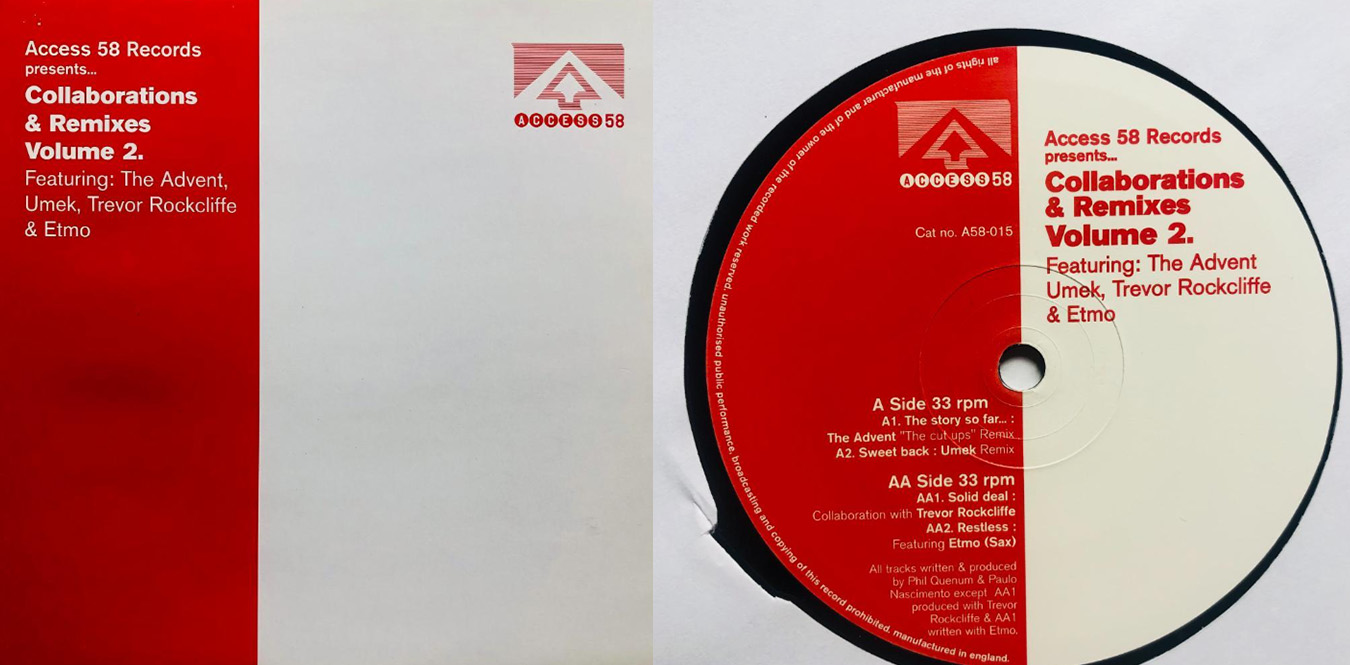 Access 58 Records
presents...
Collaborations
& Remixes
Volume 2.
Featuring: The Advent,
Umek, Trevor Rockcliffe
& Etmo
ACCESS 58
all rights of the manufacturer and of the owner of the recorded work reserved. unauthorised public performance, broadcasting and copying of this record prohibited. manufactured in england.
ACCESS 58
Cat no. A58-015
A Side 33 rpm
A1. The story so far... :
The Advent "The cut ups" Remix
A2. Sweet back : Umek Remix
AA Side 33 rpm
AA1. Solid deal :
Collaboration with Trevor Rockcliffe
AA2. Restless :
Featuring Etmo (Sax)
All tracks written & produced
by Phil Quenum & Paulo
Nascimento except AA1
produced with Trevor
Rockcliffe & AA1
written with Etmo.
Access 58 Records
presents...
Collaborations
& Remixes
Volume 2.
Featuring: The Advent
Umek, Trevor Rockcliffe
& Etmo